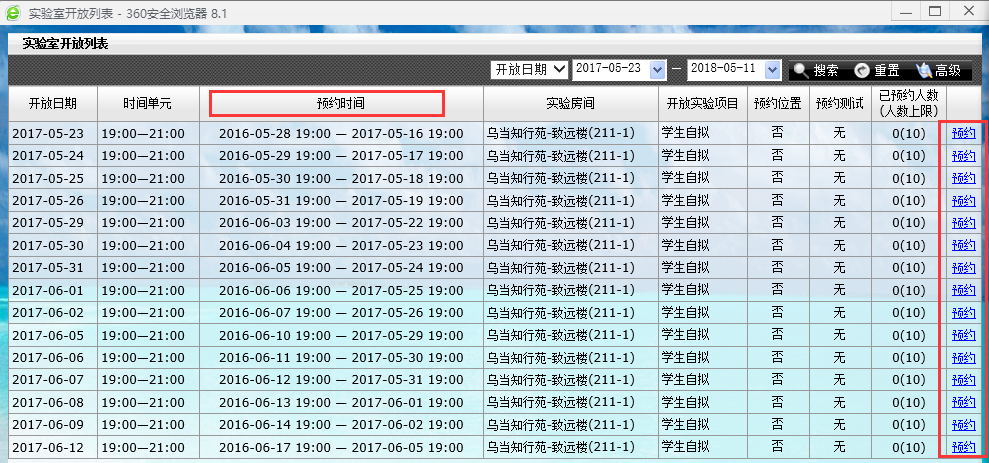 实验室开放列表 - 360安全浏览器 8.1
实验室开放列表
开放日期 2017-05-23 — 2018-05-11 搜索 重置 高级
开放日期 时间单元 预约时间 实验房间 开放实验项目 预约位置 预约测试 已预约人数
(人数上限)
2017-05-23 19:00—21:00 2016-05-28 19:00 — 2017-05-16 19:00 乌当知行苑-致远楼(211-1) 学生自拟 否 无 0(10) 预约
2017-05-24 19:00—21:00 2016-05-29 19:00 — 2017-05-17 19:00 乌当知行苑-致远楼(211-1) 学生自拟 否 无 0(10) 预约
2017-05-25 19:00—21:00 2016-05-30 19:00 — 2017-05-18 19:00 乌当知行苑-致远楼(211-1) 学生自拟 否 无 0(10) 预约
2017-05-26 19:00—21:00 2016-05-31 19:00 — 2017-05-19 19:00 乌当知行苑-致远楼(211-1) 学生自拟 否 无 0(10) 预约
2017-05-29 19:00—21:00 2016-06-03 19:00 — 2017-05-22 19:00 乌当知行苑-致远楼(211-1) 学生自拟 否 无 0(10) 预约
2017-05-30 19:00—21:00 2016-06-04 19:00 — 2017-05-23 19:00 乌当知行苑-致远楼(211-1) 学生自拟 否 无 0(10) 预约
2017-05-31 19:00—21:00 2016-06-05 19:00 — 2017-05-24 19:00 乌当知行苑-致远楼(211-1) 学生自拟 否 无 0(10) 预约
2017-06-01 19:00—21:00 2016-06-06 19:00 — 2017-05-25 19:00 乌当知行苑-致远楼(211-1) 学生自拟 否 无 0(10) 预约
2017-06-02 19:00—21:00 2016-06-07 19:00 — 2017-05-26 19:00 乌当知行苑-致远楼(211-1) 学生自拟 否 无 0(10) 预约
2017-06-05 19:00—21:00 2016-06-10 19:00 — 2017-05-29 19:00 乌当知行苑-致远楼(211-1) 学生自拟 否 无 0(10) 预约
2017-06-06 19:00—21:00 2016-06-11 19:00 — 2017-05-30 19:00 乌当知行苑-致远楼(211-1) 学生自拟 否 无 0(10) 预约
2017-06-07 19:00—21:00 2016-06-12 19:00 — 2017-05-31 19:00 乌当知行苑-致远楼(211-1) 学生自拟 否 无 0(10) 预约
2017-06-08 19:00—21:00 2016-06-13 19:00 — 2017-06-01 19:00 乌当知行苑-致远楼(211-1) 学生自拟 否 无 0(10) 预约
2017-06-09 19:00—21:00 2016-06-14 19:00 — 2017-06-02 19:00 乌当知行苑-致远楼(211-1) 学生自拟 否 无 0(10) 预约
2017-06-12 19:00—21:00 2016-06-17 19:00 — 2017-06-05 19:00 乌当知行苑-致远楼(211-1) 学生自拟 否 无 0(10) 预约